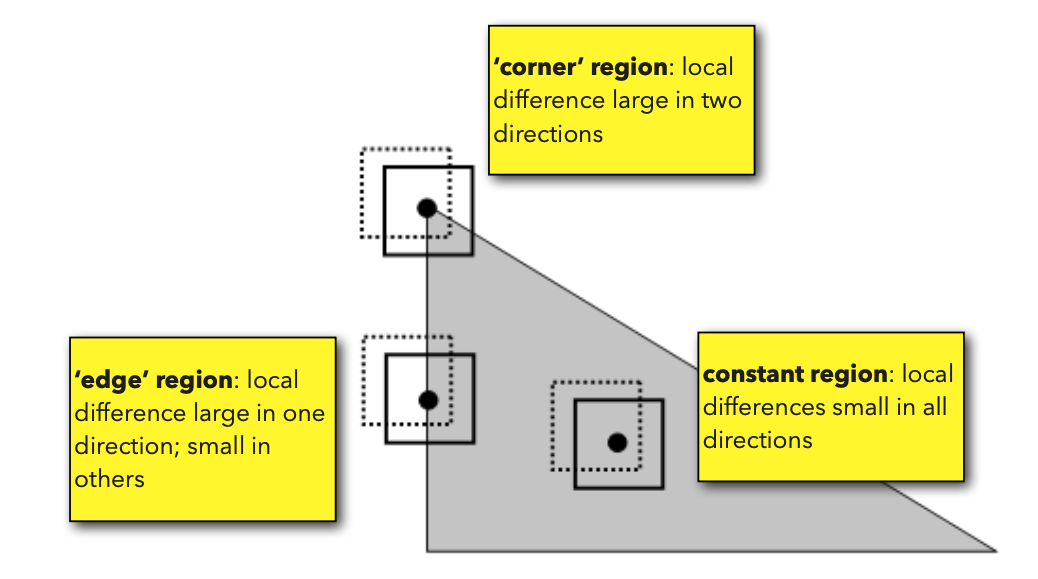 ‘corner’ region: local
difference large in two
directions
‘edge’ region: local
difference large in one
direction; small in
others
constant region: local
differences small in all
directions